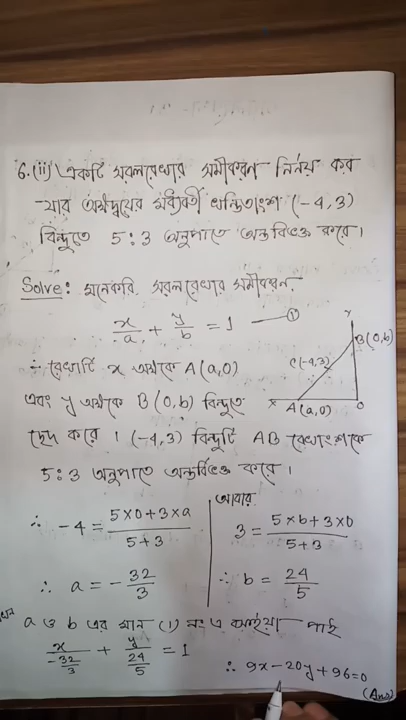 6.(ii) একটি সরলরেখার সমীকরণ নির্ণয় কর
যার অক্ষদ্বয়ের মধ্যবর্তী খন্ডিতাংশ (-4,3)
বিন্দুতে 5:3 অনুপাতে অন্তর্বিভক্ত করে।
Solve: মনেকরি, সরলরেখার সমীকরণ
x/a + y/b = 1 — ①
∴ রেখাটি x অক্ষকে A(a,0)
এবং y অক্ষকে B(0,b) বিন্দুতে
ছেদ করে। (-4,3) বিন্দুটি AB রেখাংশকে
5:3 অনুপাতে অন্তর্বিভক্ত করে।
Y
B(0,b)
C(-4,3)
X A(a,0) O
∴ -4 = (5×0+3×a)/(5+3)
∴ a = -32/3
আবার,
3 = (5×b+3×0)/(5+3)
∴ b = 24/5
a ও b এর মান (1) নং এ বসাইয়া পাই
x/(-32/3) + y/(24/5) = 1
∴ 9x-20y+96=0
(Ans)